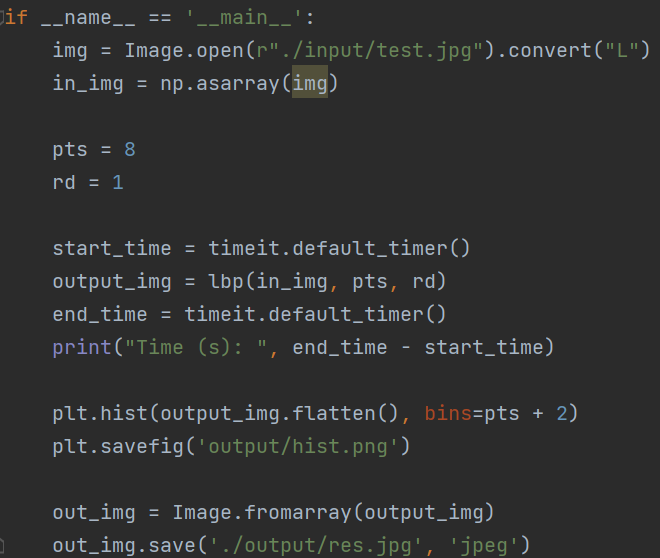 if __name__ == '__main__':
    img = Image.open(r"./input/test.jpg").convert("L")
    in_img = np.asarray(img)

    pts = 8
    rd = 1

    start_time = timeit.default_timer()
    output_img = lbp(in_img, pts, rd)
    end_time = timeit.default_timer()
    print("Time (s): ", end_time - start_time)

    plt.hist(output_img.flatten(), bins=pts + 2)
    plt.savefig('output/hist.png')

    out_img = Image.fromarray(output_img)
    out_img.save('./output/res.jpg', 'jpeg')